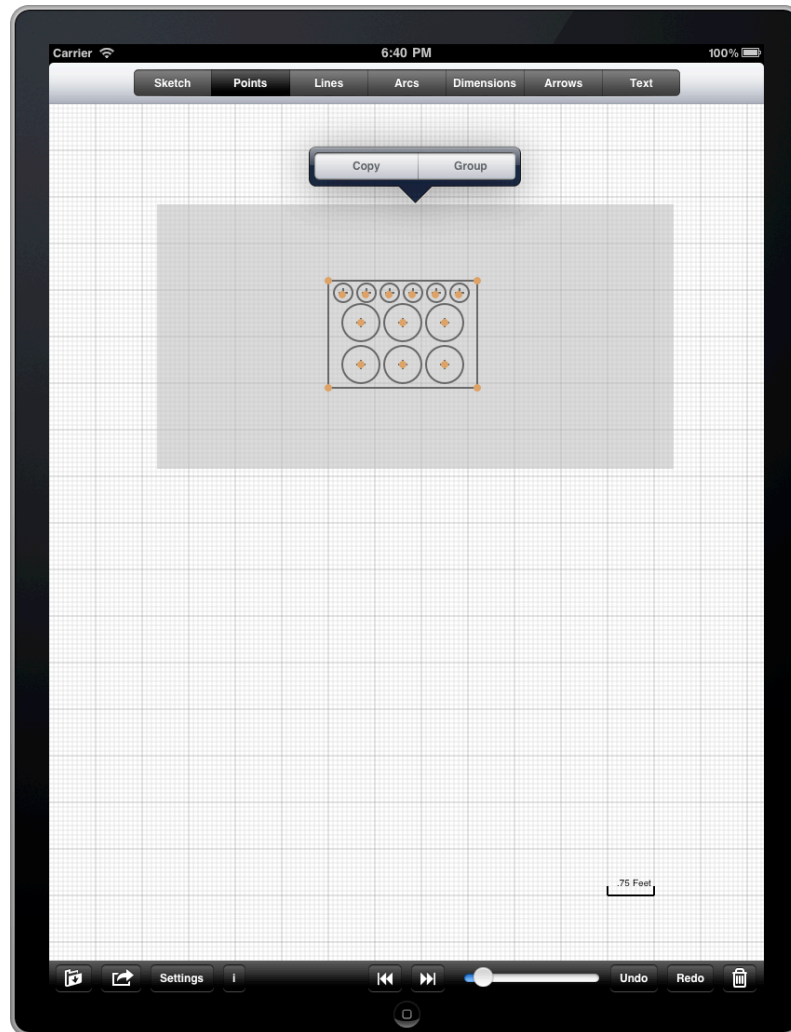 Carrier 6:40 PM 100%
Sketch Points Lines Arcs Dimensions Arrows Text
Copy Group
.75 Feet
Settings i Undo Redo